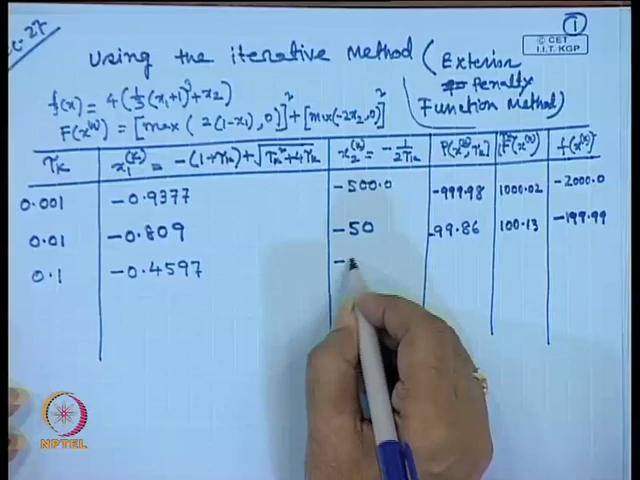 Lec-27
①
© CET
I.I.T. KGP
Using the iterative Method (Exterior
Penalty
Function Method)
f(x) = 4(1/3(x₁+1)³+x₂)
F(x⁽ᵏ⁾) = [max(2(1-x₁),0)]² + [min(-2x₂,0)]²
r_k | x₁⁽ᵏ⁾ = -(1+r_k)+√(r_k²+4r_k) | x₂⁽ᵏ⁾ = -1/(2r_k) | P(x⁽ᵏ⁾,r_k) | F(x⁽ᵏ⁾) | f(x⁽ᵏ⁾)
0.001 | -0.9377 | -500.0 | -999.98 | 1000.02 | -2000.0
0.01 | -0.809 | -50 | -99.86 | 100.13 | -199.99
0.1 | -0.4597 | -
NPTEL